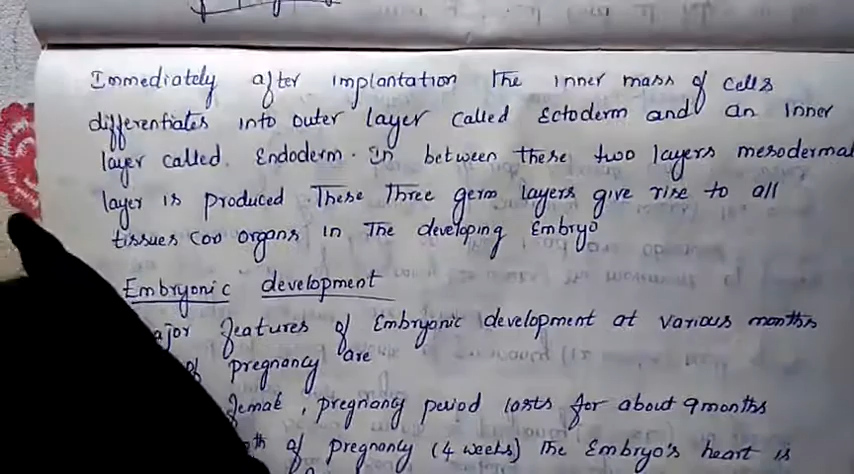 Immediately after implantation the inner mass of cells
differentiates into outer layer called Ectoderm and an inner
layer called. Endoderm. In between these two layers mesodermal
layer is produced These three germ layers give rise to all
tissues (or) organs in the developing Embryo
Embryonic development
features of Embryonic development at various months
of pregnancy are
female, pregnancy period lasts for about 9 months
of pregnancy (4 weeks) the Embryo's heart is